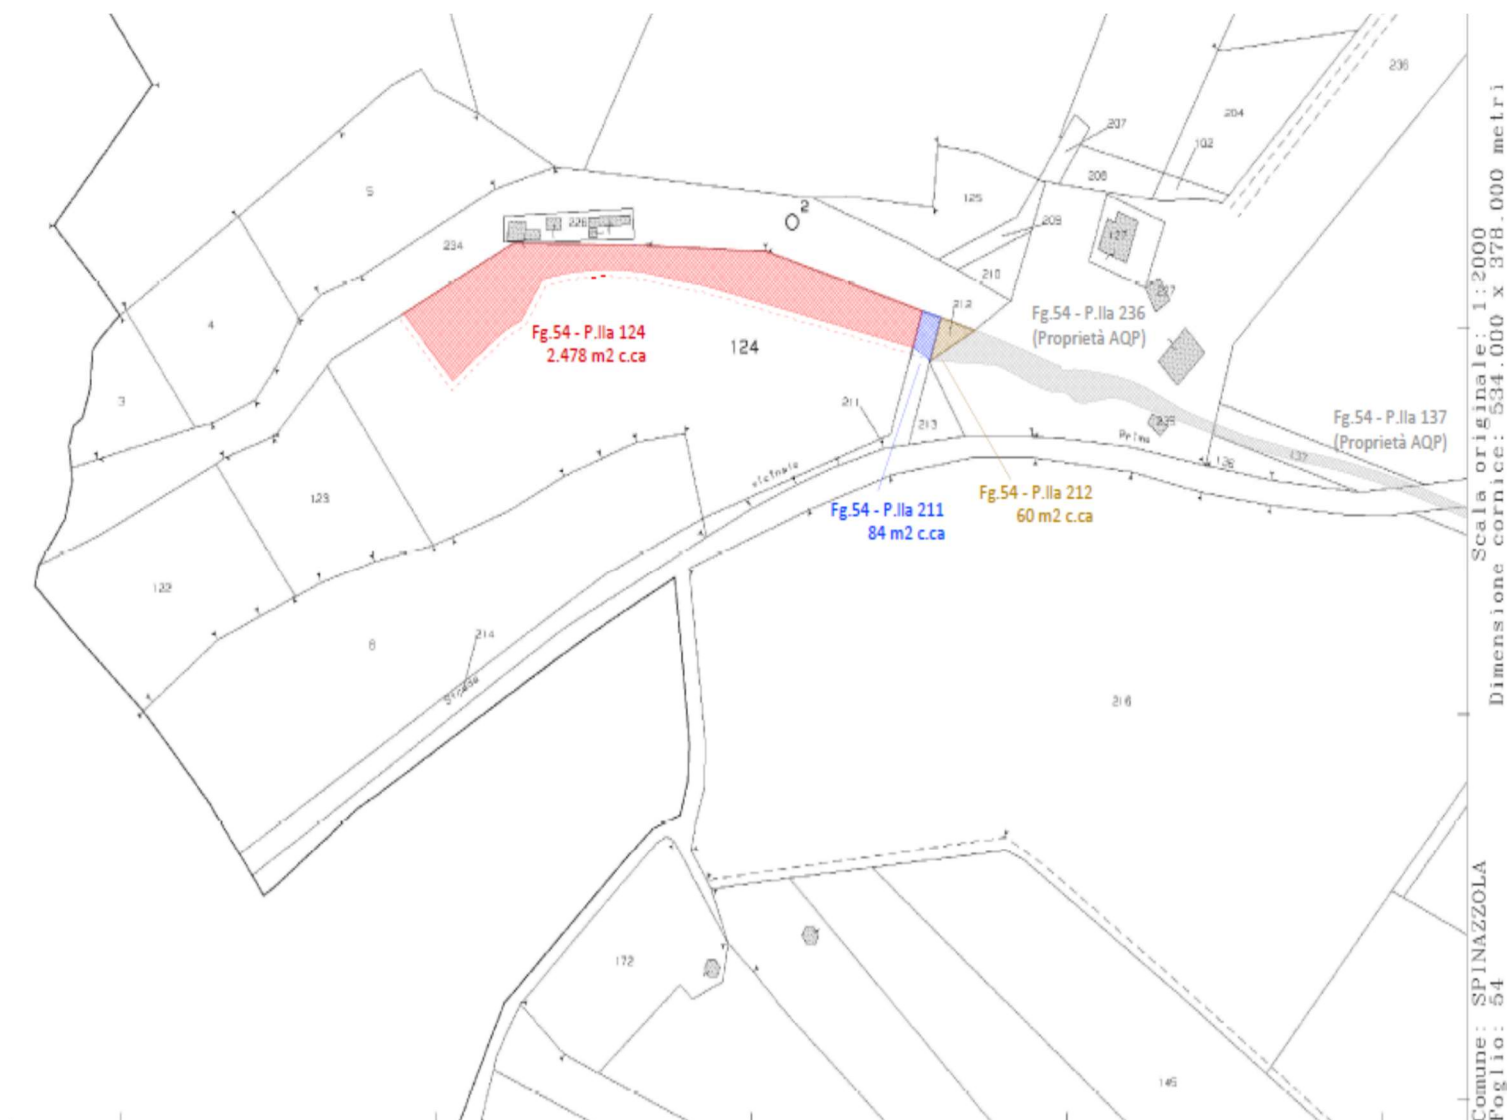 236
204
207
102
5
208
125
2
209
226
127
234
210
227
212
Fg.54 - P.lla 236
(Proprietà AQP)
4
Fg.54 - P.lla 124
2.478 m2 c.ca
124
3
211
213
235
Fg.54 - P.lla 137
(Proprietà AQP)
Prima
136
137
vicinale
123
Fg.54 - P.lla 212
60 m2 c.ca
Fg.54 - P.lla 211
84 m2 c.ca
122
214
Strada
216
172
145
Scala originale: 1:2000
Dimensione cornice: 534.000 x 378.000 metri
Comune: SPINAZZOLA
Foglio: 54